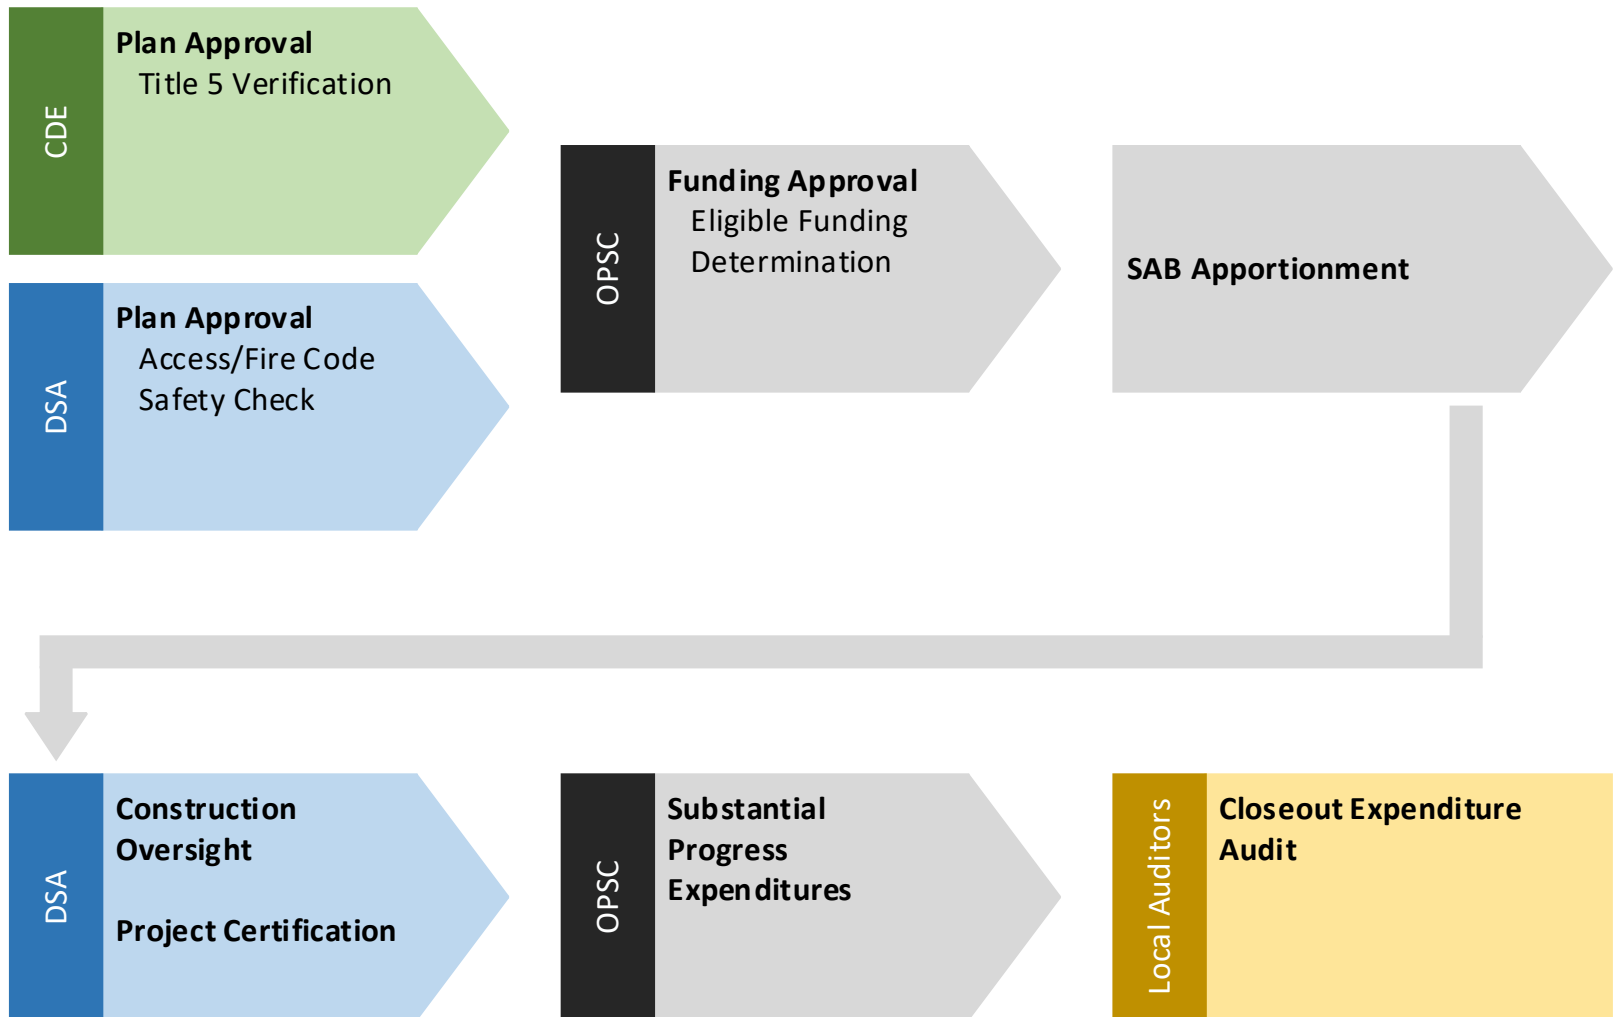 CDE
Plan Approval
Title 5 Verification
DSA
Plan Approval
Access/Fire Code
Safety Check
OPSC
Funding Approval
Eligible Funding
Determination
SAB Apportionment
DSA
Construction
Oversight
Project Certification
OPSC
Substantial
Progress
Expenditures
Local Auditors
Closeout Expenditure
Audit